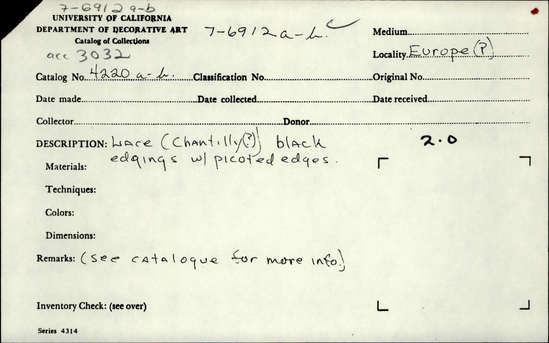 7-6912 a-b
UNIVERSITY OF CALIFORNIA
DEPARTMENT OF DECORATIVE ART
Catalog of Collections
7-6912 a-b.
Medium
acc 3032
Locality Europe (?)
Catalog No. 4220 a-b. Classification No. Original No.
Date made Date collected Date received
Collector Donor
DESCRIPTION: Lace (Chantilly(?)) black
edgings w/ picoted edges.
2.0
Materials:
Techniques:
Colors:
Dimensions:
Remarks: (See catalogue for more info.)
Inventory Check: (see over)
Series 4314